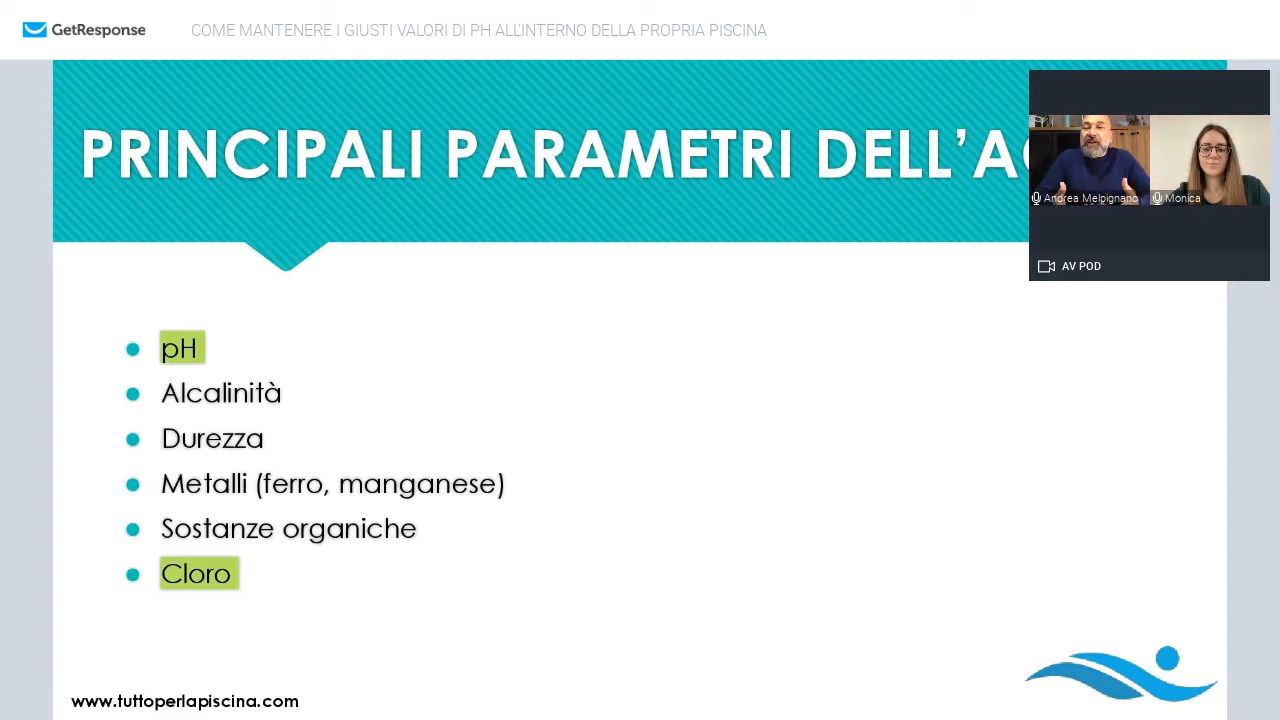 GetResponse
COME MANTENERE I GIUSTI VALORI DI PH ALL'INTERNO DELLA PROPRIA PISCINA
PRINCIPALI PARAMETRI DELL'A
Andrea Melpignano
Monica
AV POD
pH
Alcalinità
Durezza
Metalli (ferro, manganese)
Sostanze organiche
Cloro
www.tuttoperlapiscina.com